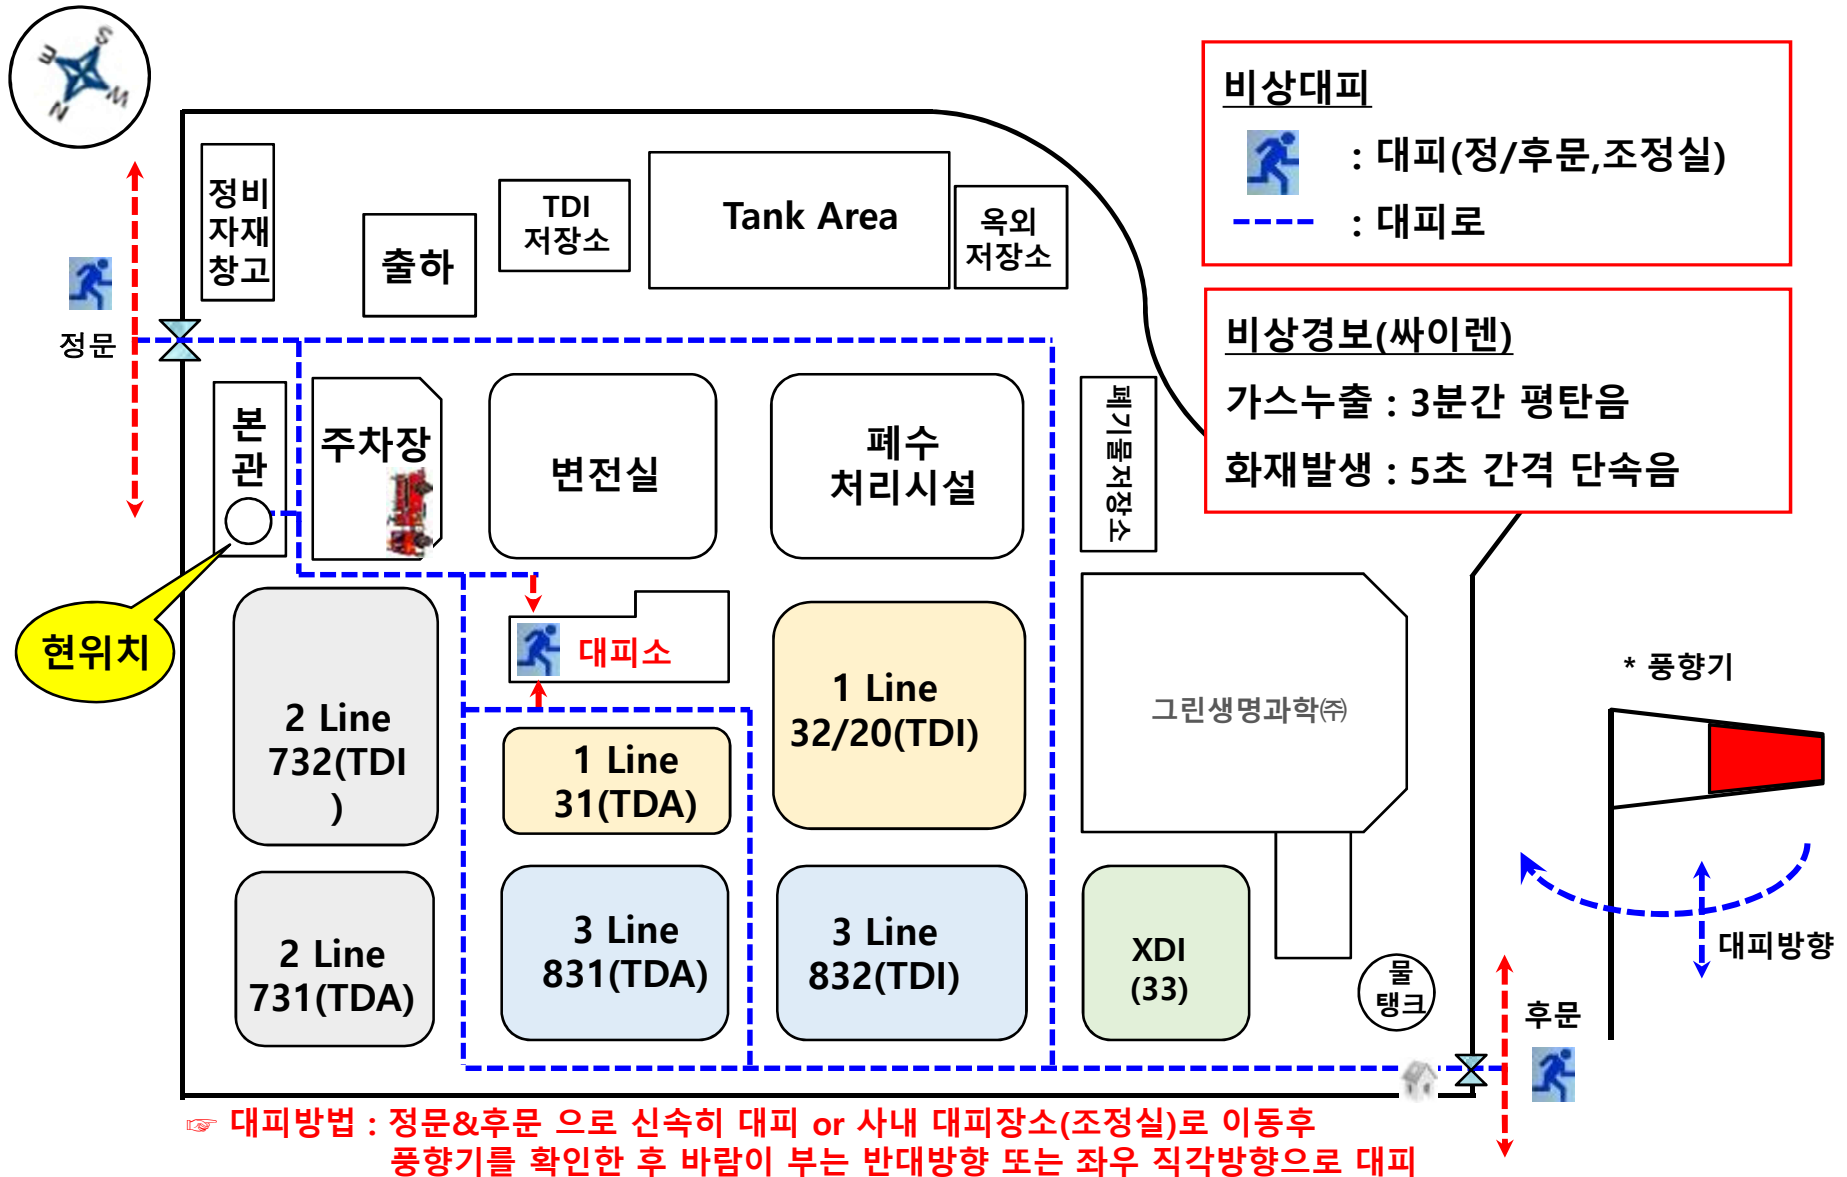 S
E
W
N
비상대피
: 대피(정/후문,조정실)
: 대피로
비상경보(싸이렌)
가스누출 : 3분간 평탄음
화재발생 : 5초 간격 단속음
정비
자재
창고
출하
TDI
저장소
Tank Area
옥외
저장소
정문
본
관
주차장
변전실
폐수
처리시설
폐기물저장소
현위치
대피소
2 Line
732(TDI
)
1 Line
31(TDA)
1 Line
32/20(TDI)
그린생명과학㈜
* 풍향기
2 Line
731(TDA)
3 Line
831(TDA)
3 Line
832(TDI)
XDI
(33)
물
탱크
대피방향
후문
☞ 대피방법 : 정문&후문 으로 신속히 대피 or 사내 대피장소(조정실)로 이동후
풍향기를 확인한 후 바람이 부는 반대방향 또는 좌우 직각방향으로 대피